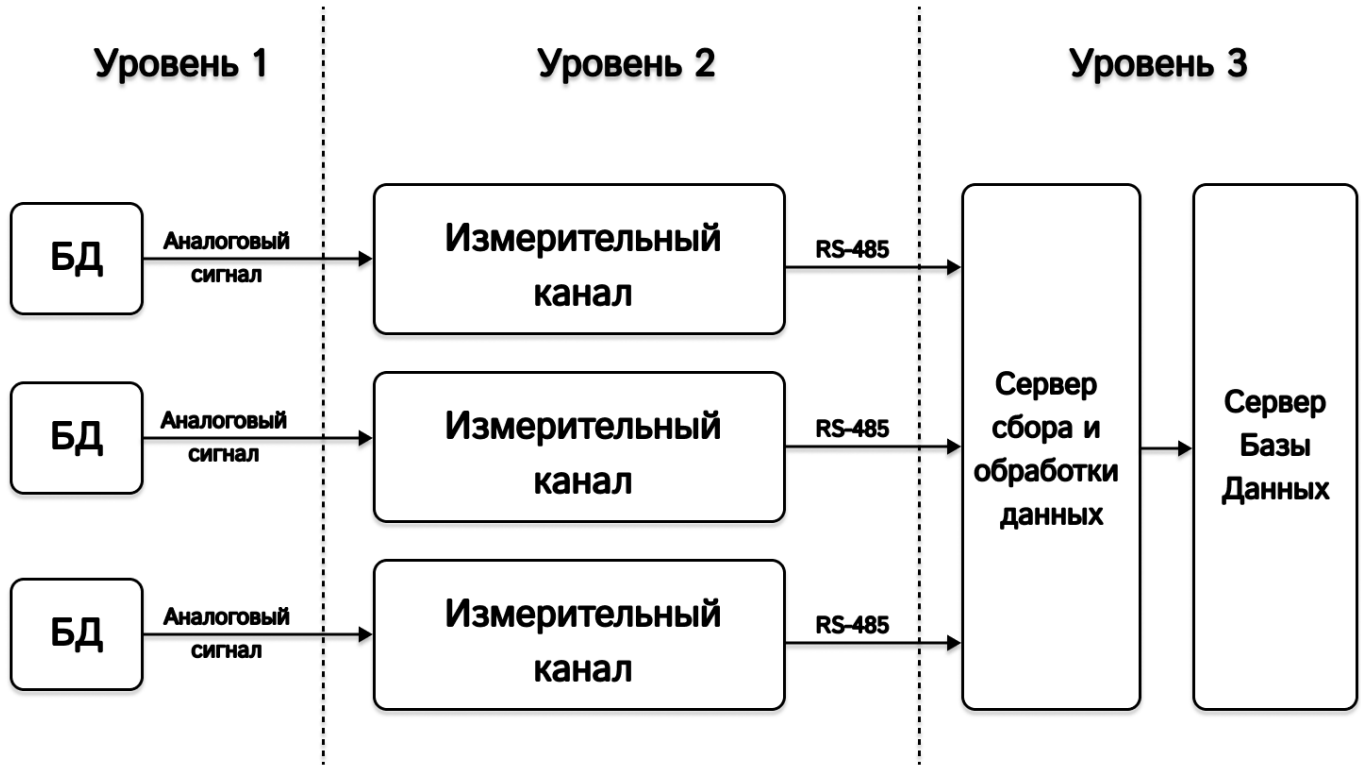 Уровень 1
Уровень 2
Уровень 3
БД
Аналоговый
сигнал
Измерительный
канал
RS-485
БД
Аналоговый
сигнал
Измерительный
канал
RS-485
БД
Аналоговый
сигнал
Измерительный
канал
RS-485
Сервер
сбора и
обработки
данных
Сервер
Базы
Данных